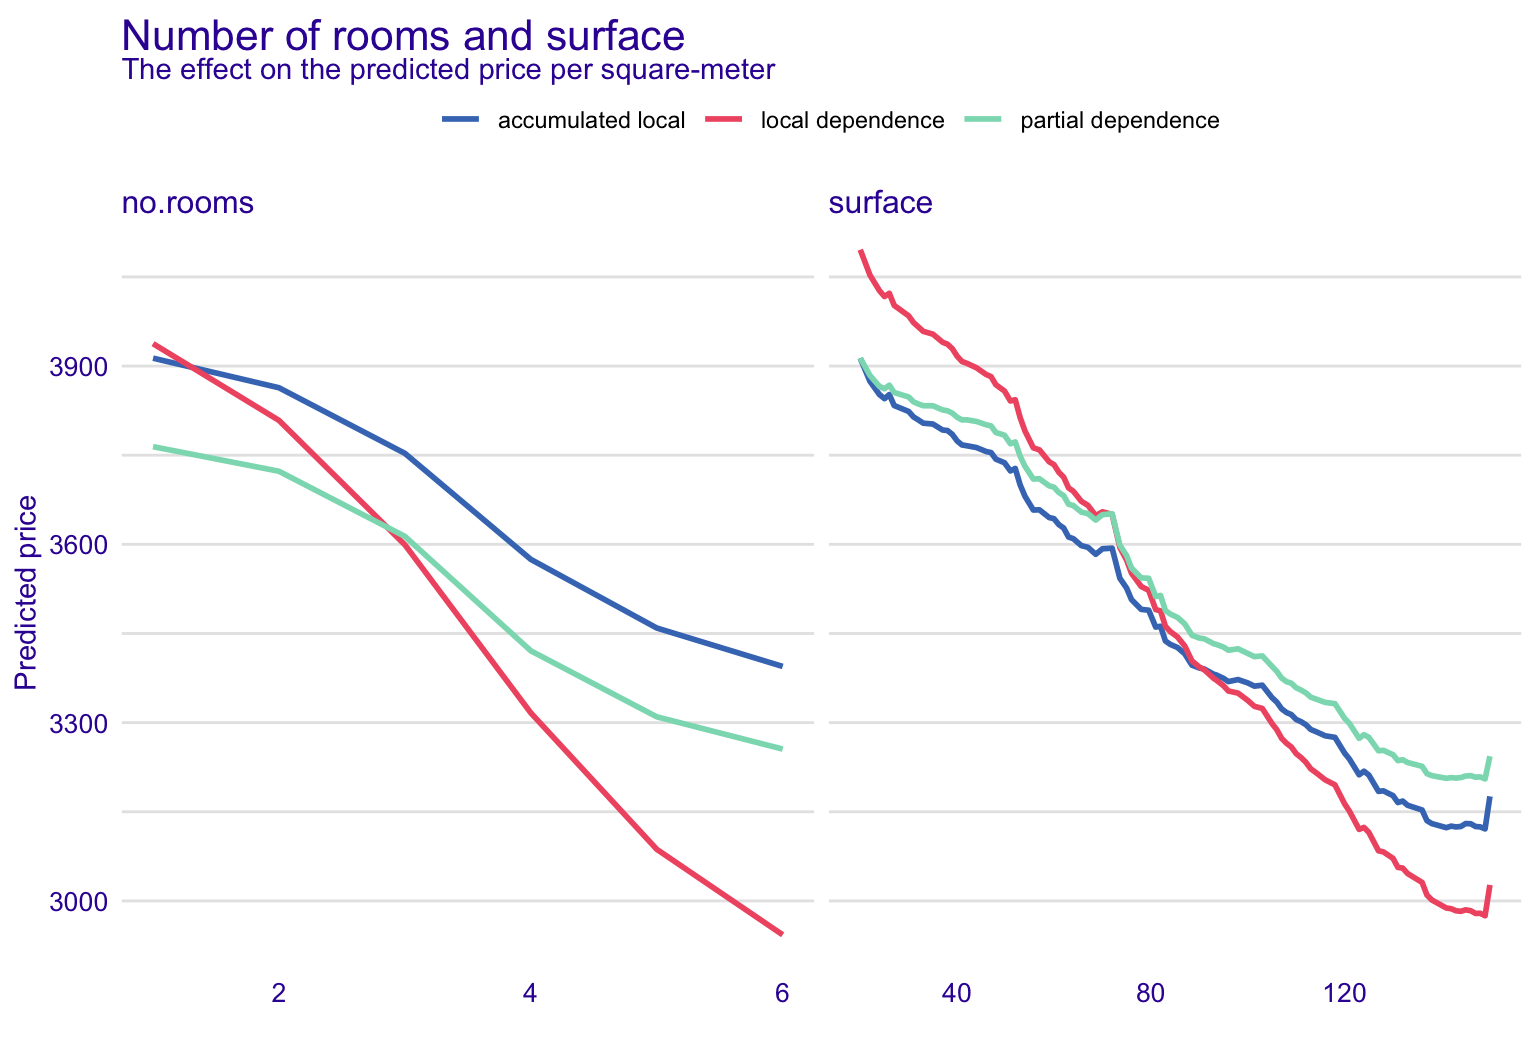 Number of rooms and surface
The effect on the predicted price per square-meter
accumulated local local dependence partial dependence
no.rooms
surface
Predicted price
3900
3600
3300
3000
2 4 6
40 80 120